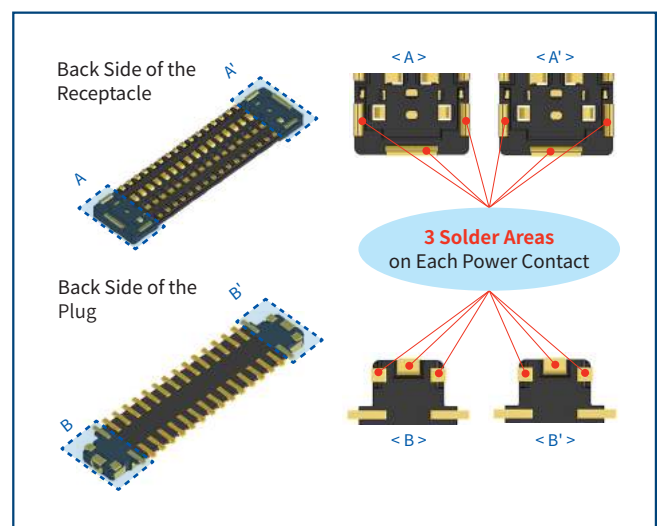 Back Side of the
Receptacle
A'
A
< A >
< A' >
3 Solder Areas
on Each Power Contact
Back Side of the
Plug
B'
B
< B >
< B' >